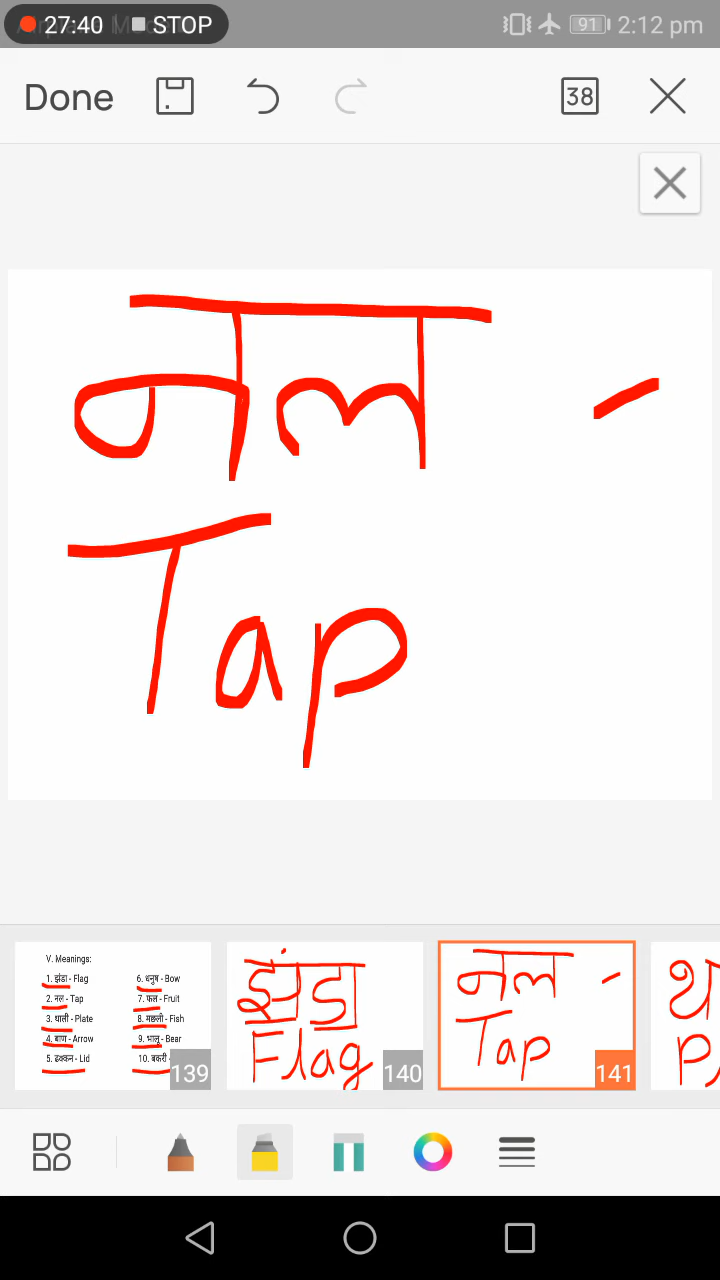 27:40 STOP
91 2:12 pm
Done
38
नल -
Tap
V. Meanings:
1. झंडा - Flag
2. नल - Tap
3. थाली - Plate
4. बाण - Arrow
5. ढक्कन - Lid
6. धनुष - Bow
7. फल - Fruit
8. मछली - Fish
9. भालू - Bear
10. बकरी
139
झंडा
Flag
140
नल -
Tap
141